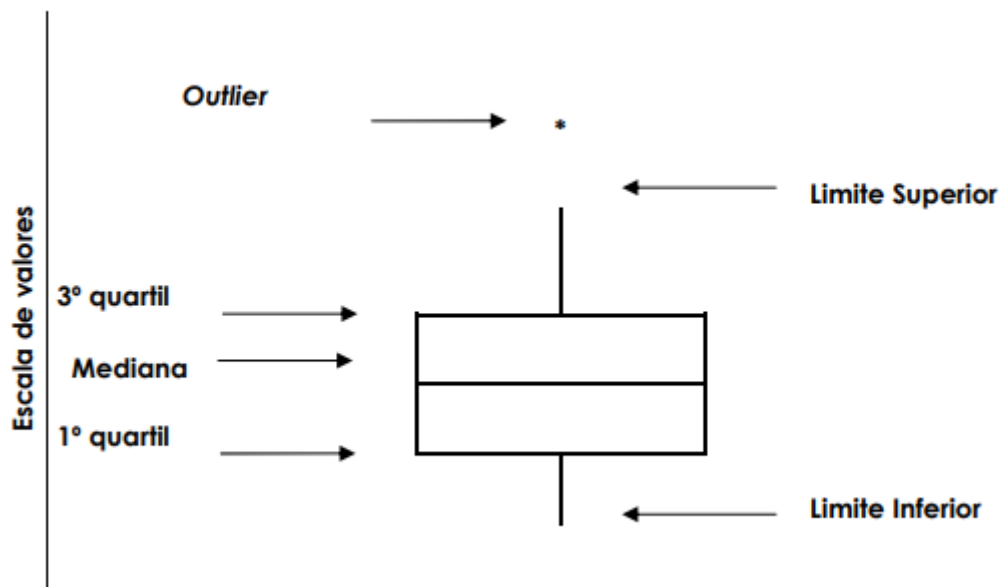 Outlier
*
Limite Superior
Escala de valores
3º quartil
Mediana
1º quartil
Limite Inferior